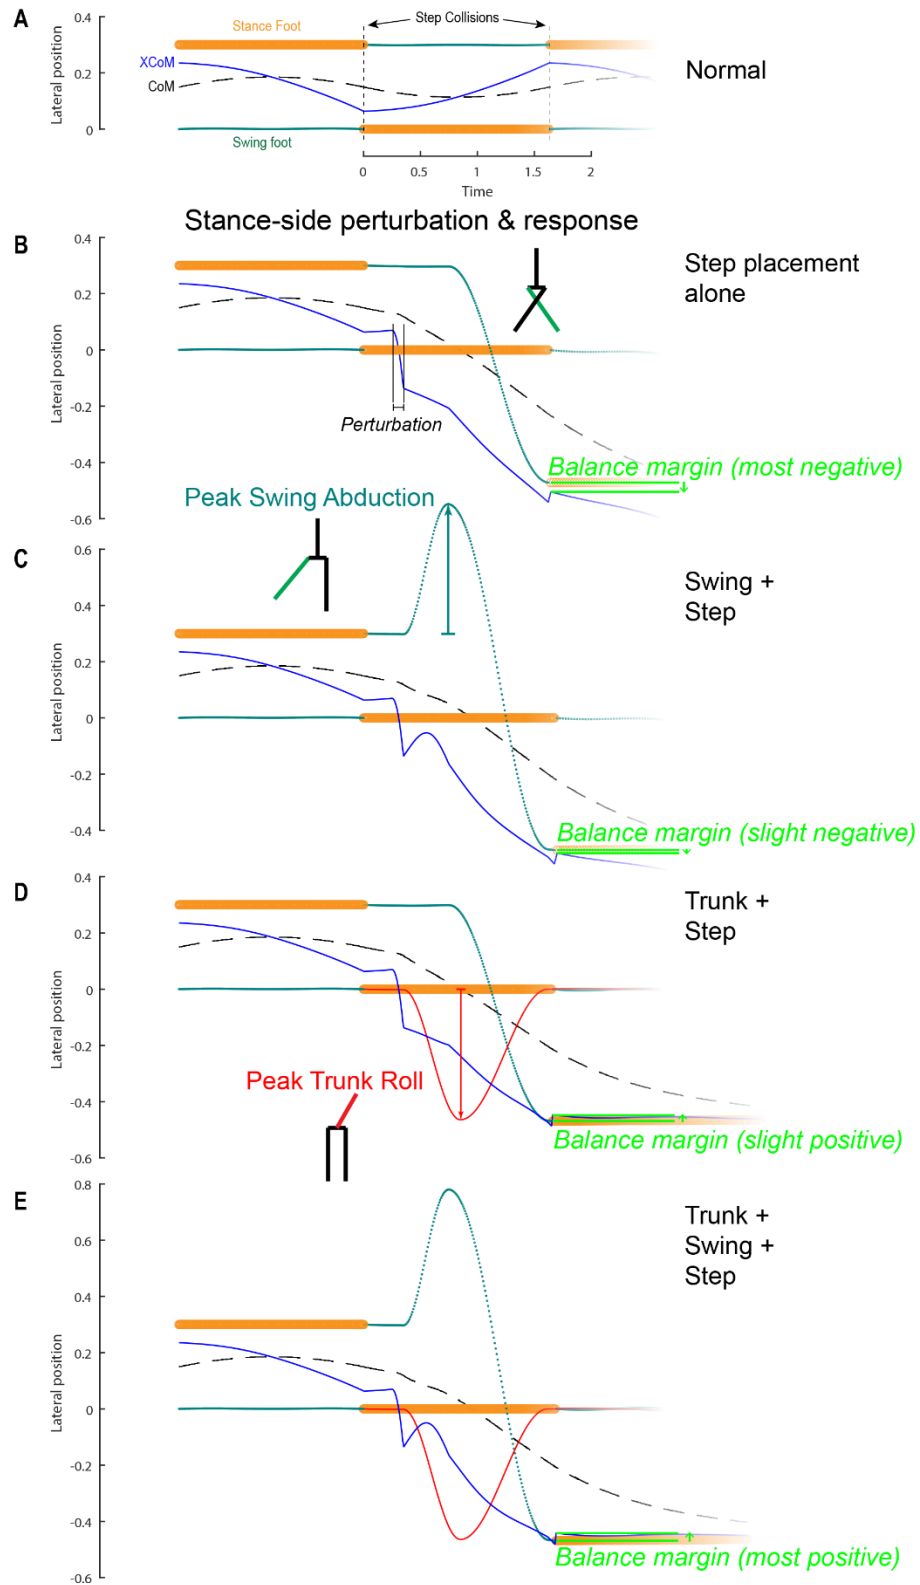 A
0.4
Stance Foot
Step Collisions
XCoM
0.2
CoM
Normal
Lateral position
0
Swing foot
0
0.5
1
1.5
2
Time
Stance-side perturbation & response
B
0.4
Step placement
alone
0.2
0
Lateral position
-0.2
Perturbation
-0.4
Balance margin (most negative)
-0.6
Peak Swing Abduction
C
0.6
Swing +
Step
0.4
0.2
Lateral position
0
-0.2
-0.4
Balance margin (slight negative)
D
0.4
Trunk +
Step
0.2
0
Lateral position
-0.2
Peak Trunk Roll
-0.4
Balance margin (slight positive)
-0.6
E
0.8
Trunk +
Swing +
Step
0.6
0.4
0.2
Lateral position
0
-0.2
-0.4
Balance margin (most positive)
-0.6